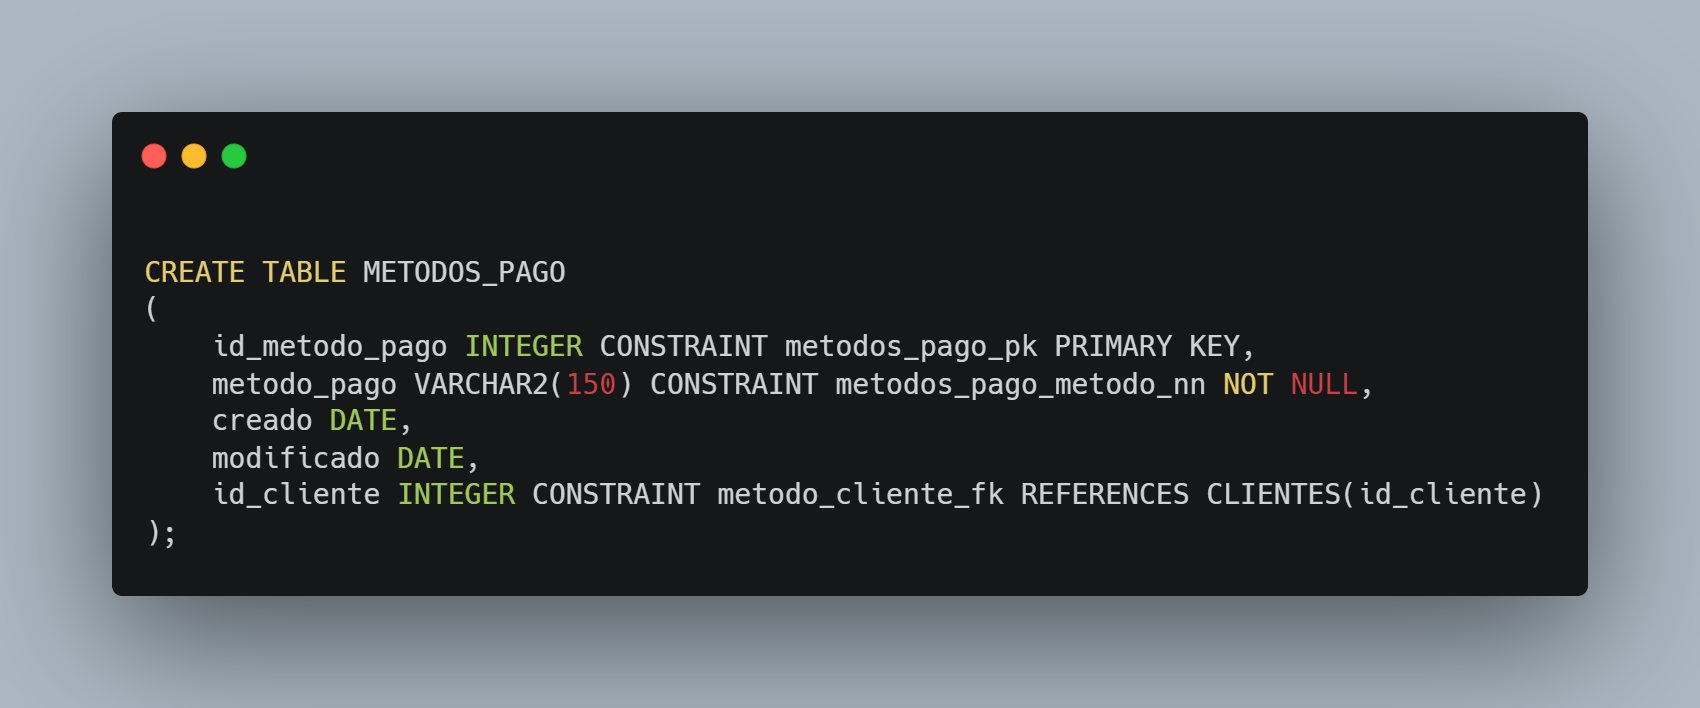 CREATE TABLE METODOS_PAGO
(
    id_metodo_pago INTEGER CONSTRAINT metodos_pago_pk PRIMARY KEY,
    metodo_pago VARCHAR2(150) CONSTRAINT metodos_pago_metodo_nn NOT NULL,
    creado DATE,
    modificado DATE,
    id_cliente INTEGER CONSTRAINT metodo_cliente_fk REFERENCES CLIENTES(id_cliente)
);